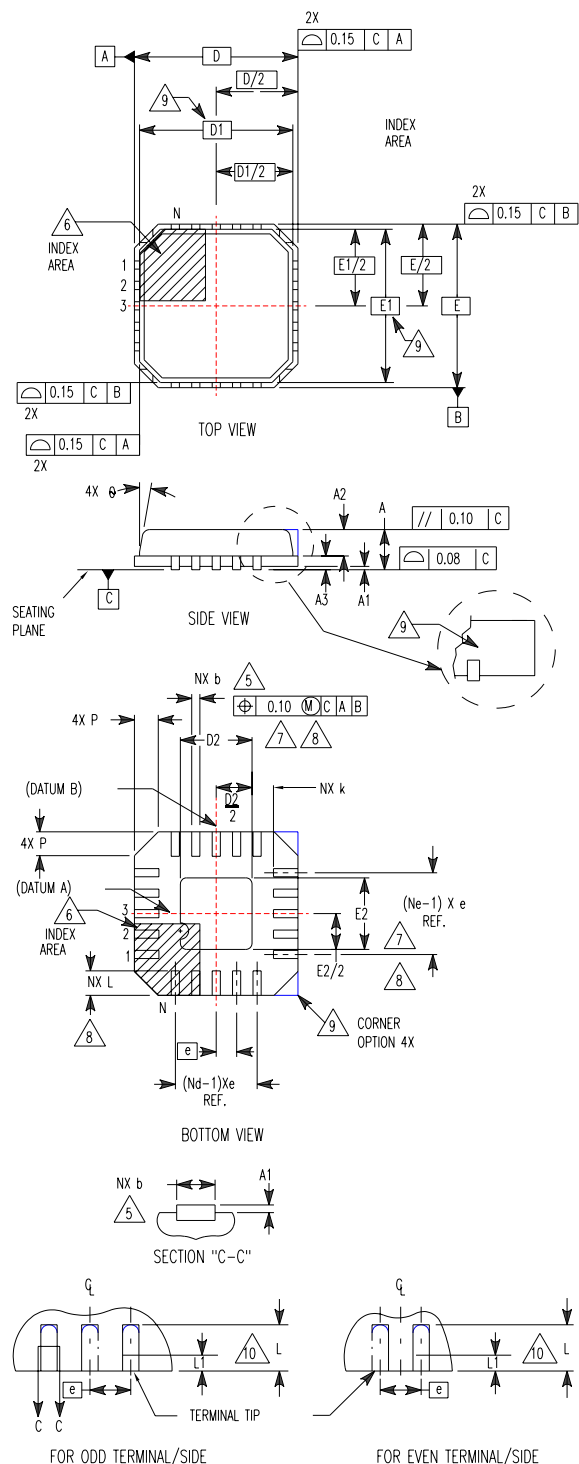 2X
A
D
0.15 C A
D/2
9
D1
INDEX
AREA
D1/2
2X
N
0.15 C B
6
INDEX
AREA
1
2
3
E1/2
E/2
E1
E
9
0.15 C B
2X
B
TOP VIEW
0.15 C A
2X
4X θ
A2
A
// 0.10 C
0.08 C
C
A3
A1
SEATING
PLANE
SIDE VIEW
9
NX b
5
0.10 M C A B
4X P
D2
7
8
(DATUM B)
D2
2
NX k
4X P
(DATUM A)
(Ne-1) X e
REF.
6
INDEX
AREA
3
2
1
E2
7
E2/2
NX L
8
8
N
9
CORNER
OPTION 4X
e
(Nd-1)Xe
REF.
BOTTOM VIEW
NX b
5
A1
SECTION "C-C"
CL
CL
10
L
L1
10
L
L1
e
e
C C
TERMINAL TIP
FOR ODD TERMINAL/SIDE
FOR EVEN TERMINAL/SIDE